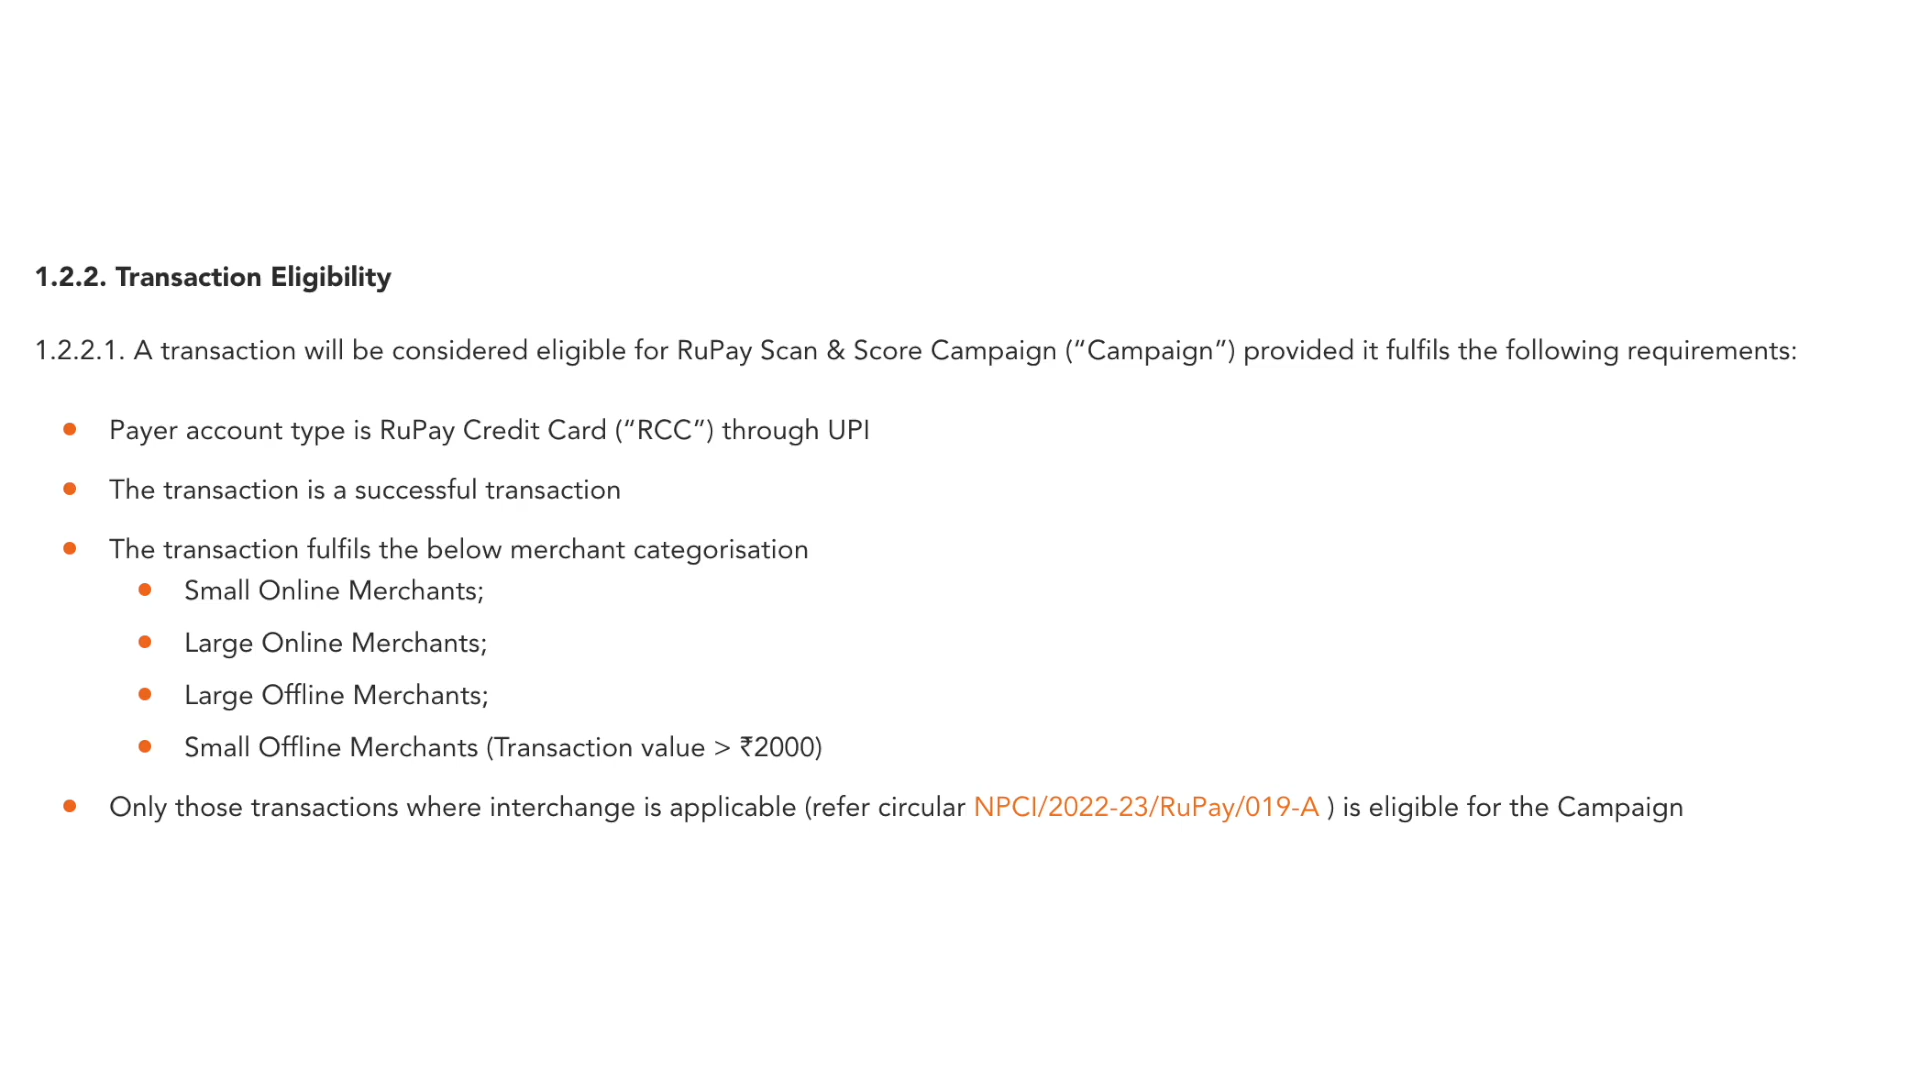 1.2.2. Transaction Eligibility
1.2.2.1. A transaction will be considered eligible for RuPay Scan & Score Campaign (“Campaign”) provided it fulfils the following requirements:
Payer account type is RuPay Credit Card (“RCC”) through UPI
The transaction is a successful transaction
The transaction fulfils the below merchant categorisation
Small Online Merchants;
Large Online Merchants;
Large Offline Merchants;
Small Offline Merchants (Transaction value > ₹2000)
Only those transactions where interchange is applicable (refer circular NPCI/2022-23/RuPay/019-A ) is eligible for the Campaign